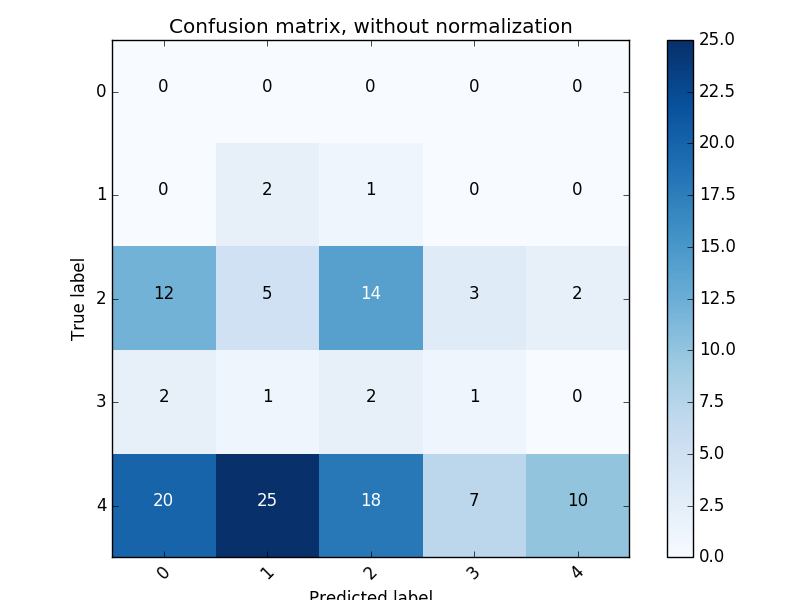 Confusion matrix, without normalization
True label
0 0 0 0 0 0
1 0 2 1 0 0
2 12 5 14 3 2
3 2 1 2 1 0
4 20 25 18 7 10
0 1 2 3 4
Predicted label
25.0
22.5
20.0
17.5
15.0
12.5
10.0
7.5
5.0
2.5
0.0